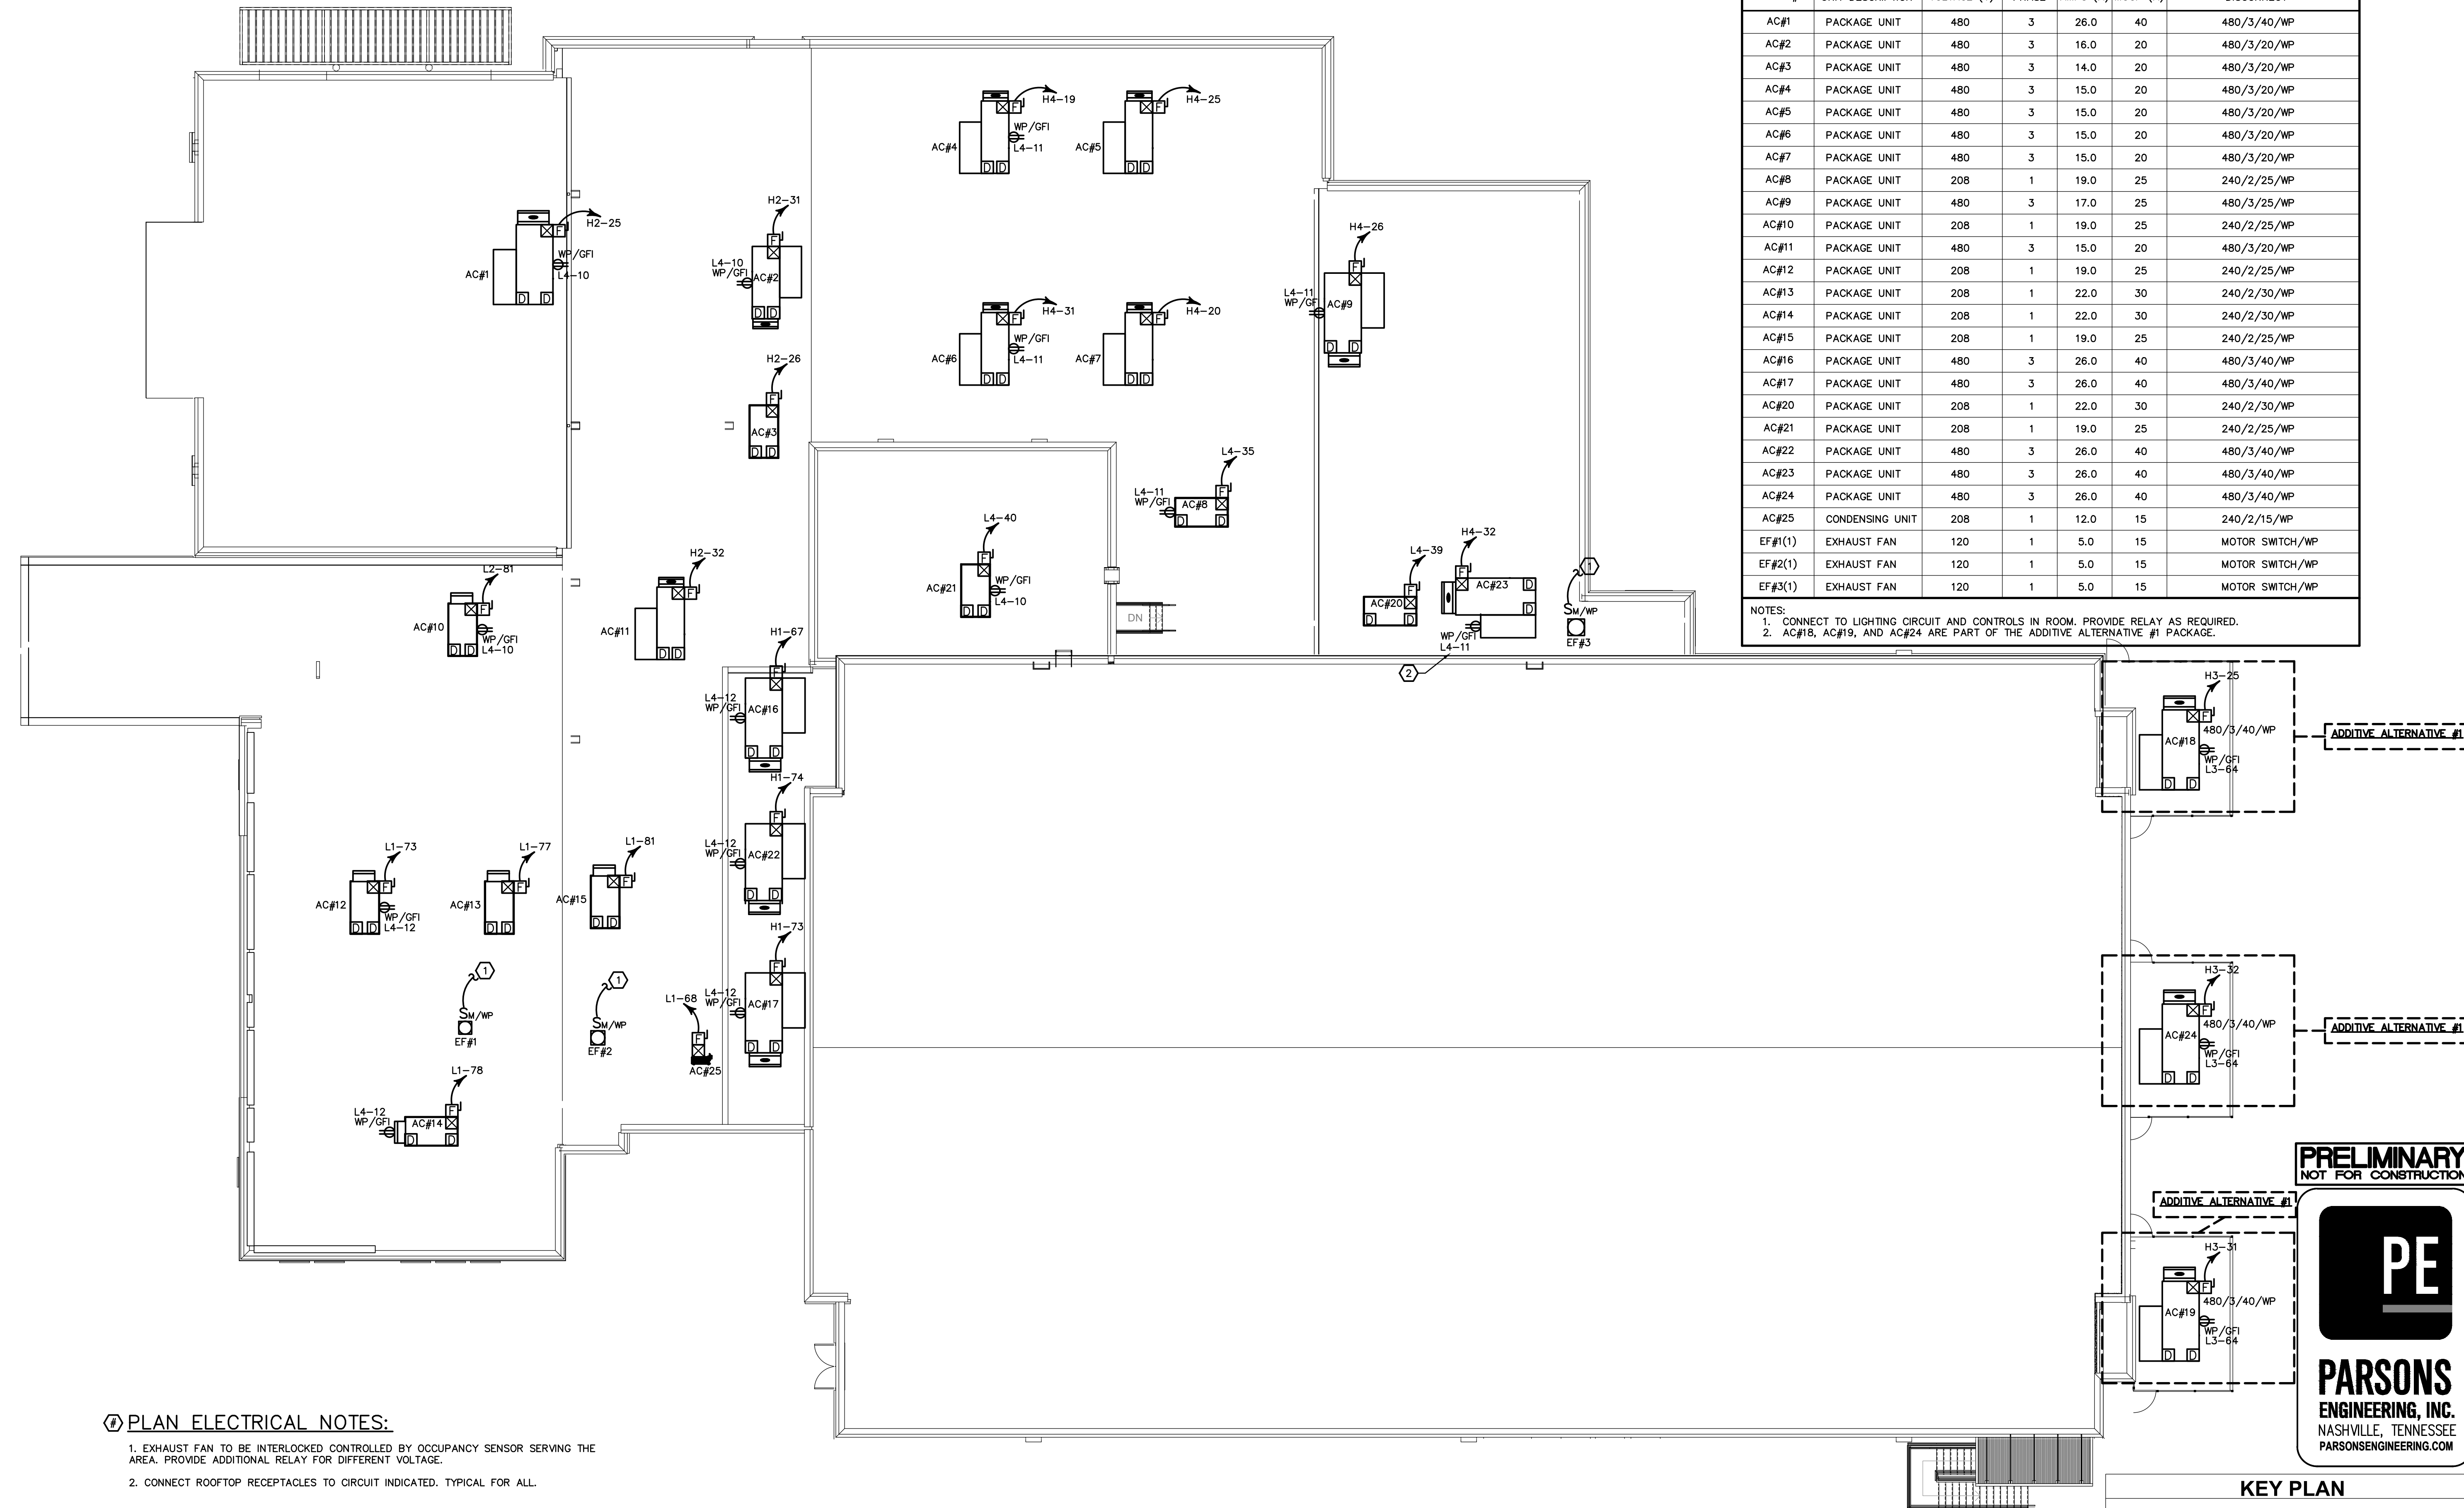 AC#1 PACKAGE UNIT 480 3 26.0 40 480/3/40/WP
AC#2 PACKAGE UNIT 480 3 16.0 20 480/3/20/WP
AC#3 PACKAGE UNIT 480 3 14.0 20 480/3/20/WP
AC#4 PACKAGE UNIT 480 3 15.0 20 480/3/20/WP
AC#5 PACKAGE UNIT 480 3 15.0 20 480/3/20/WP
AC#6 PACKAGE UNIT 480 3 15.0 20 480/3/20/WP
AC#7 PACKAGE UNIT 480 3 15.0 20 480/3/20/WP
AC#8 PACKAGE UNIT 208 1 19.0 25 240/2/25/WP
AC#9 PACKAGE UNIT 480 3 17.0 25 480/3/25/WP
AC#10 PACKAGE UNIT 208 1 19.0 25 240/2/25/WP
AC#11 PACKAGE UNIT 480 3 15.0 20 480/3/20/WP
AC#12 PACKAGE UNIT 208 1 19.0 25 240/2/25/WP
AC#13 PACKAGE UNIT 208 1 22.0 30 240/2/30/WP
AC#14 PACKAGE UNIT 208 1 22.0 30 240/2/30/WP
AC#15 PACKAGE UNIT 208 1 19.0 25 240/2/25/WP
AC#16 PACKAGE UNIT 480 3 26.0 40 480/3/40/WP
AC#17 PACKAGE UNIT 480 3 26.0 40 480/3/40/WP
AC#20 PACKAGE UNIT 208 1 22.0 30 240/2/30/WP
AC#21 PACKAGE UNIT 208 1 19.0 25 240/2/25/WP
AC#22 PACKAGE UNIT 480 3 26.0 40 480/3/40/WP
AC#23 PACKAGE UNIT 480 3 26.0 40 480/3/40/WP
AC#24 PACKAGE UNIT 480 3 26.0 40 480/3/40/WP
AC#25 CONDENSING UNIT 208 1 12.0 15 240/2/15/WP
EF#1(1) EXHAUST FAN 120 1 5.0 15 MOTOR SWITCH/WP
EF#2(1) EXHAUST FAN 120 1 5.0 15 MOTOR SWITCH/WP
EF#3(1) EXHAUST FAN 120 1 5.0 15 MOTOR SWITCH/WP
NOTES:
1. CONNECT TO LIGHTING CIRCUIT AND CONTROLS IN ROOM. PROVIDE RELAY AS REQUIRED.
2. AC#18, AC#19, AND AC#24 ARE PART OF THE ADDITIVE ALTERNATIVE #1 PACKAGE.
H4-19
F
WP/GFI
AC#4
L4-11
D D
H4-25
F
AC#5
D D
H2-25
F
WP/GFI
AC#1
L4-10
D D
H2-31
F
L4-10
WP/GFI
AC#2
D D
H4-26
F
L4-11
WP/GF
AC#9
D D
H4-31
F
WP/GFI
AC#6
L4-11
D D
H4-20
F
AC#7
D D
H2-26
F
AC#3
D D
L4-35
F
L4-11
WP/GFI
AC#8
D D
L4-40
F
WP/GFI
AC#21
L4-10
D D
DN
L4-39
F
AC#20
D D
H4-32
F
AC#23
D
D
WP/GFI
L4-11
2
1
SM/WP
EF#3
L2-81
F
AC#10
WP/GFI
L4-10
D D
H2-32
F
AC#11
D D
H1-67
F
L4-12
WP/GFI
AC#16
D D
H1-74
F
L4-12
WP/GFI
AC#22
D D
H1-73
F
L4-12
WP/GFI
AC#17
D D
L1-73
F
AC#12
WP/GFI
L4-12
D D
L1-77
F
AC#13
D D
L1-81
F
AC#15
D D
1
SM/WP
EF#1
1
SM/WP
EF#2
L1-68
F
AC#25
L1-78
F
L4-12
WP/GFI
AC#14
D D
H3-25
F
480/3/40/WP
AC#18
WP/GFI
L3-64
D D
ADDITIVE ALTERNATIVE #1
H3-32
F
480/3/40/WP
AC#24
WP/GFI
L3-64
D D
ADDITIVE ALTERNATIVE #1
ADDITIVE ALTERNATIVE #1
H3-31
F
480/3/40/WP
AC#19
WP/GFI
L3-64
D D
PRELIMINARY
NOT FOR CONSTRUCTION
PE
PARSONS
ENGINEERING, INC.
NASHVILLE, TENNESSEE
PARSONSENGINEERING.COM
KEY PLAN
# PLAN ELECTRICAL NOTES:
1. EXHAUST FAN TO BE INTERLOCKED CONTROLLED BY OCCUPANCY SENSOR SERVING THE
AREA. PROVIDE ADDITIONAL RELAY FOR DIFFERENT VOLTAGE.
2. CONNECT ROOFTOP RECEPTACLES TO CIRCUIT INDICATED. TYPICAL FOR ALL.